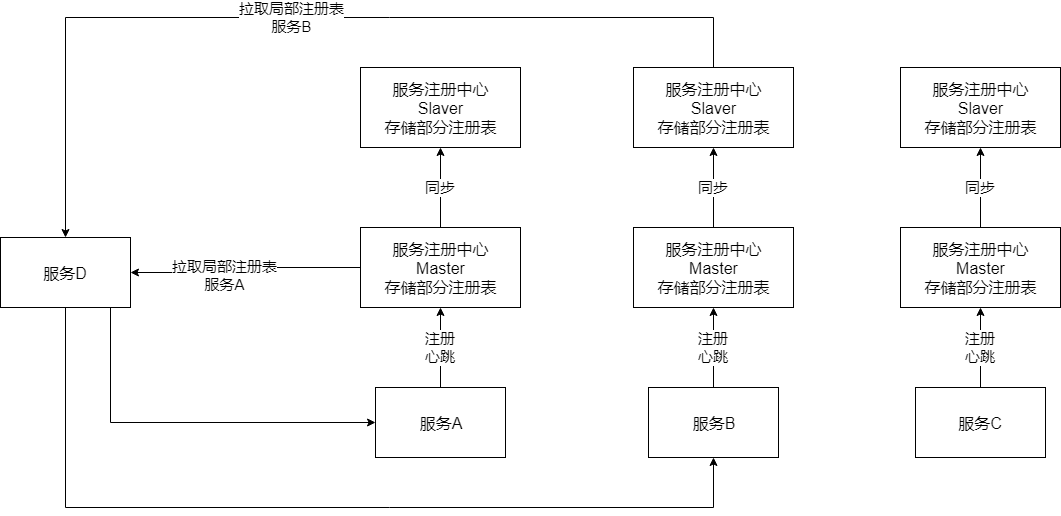 拉取局部注册表
服务B
服务注册中心
Slaver
存储部分注册表
服务注册中心
Slaver
存储部分注册表
服务注册中心
Slaver
存储部分注册表
同步
同步
同步
服务D
拉取局部注册表
服务A
服务注册中心
Master
存储部分注册表
服务注册中心
Master
存储部分注册表
服务注册中心
Master
存储部分注册表
注册
心跳
注册
心跳
注册
心跳
服务A
服务B
服务C